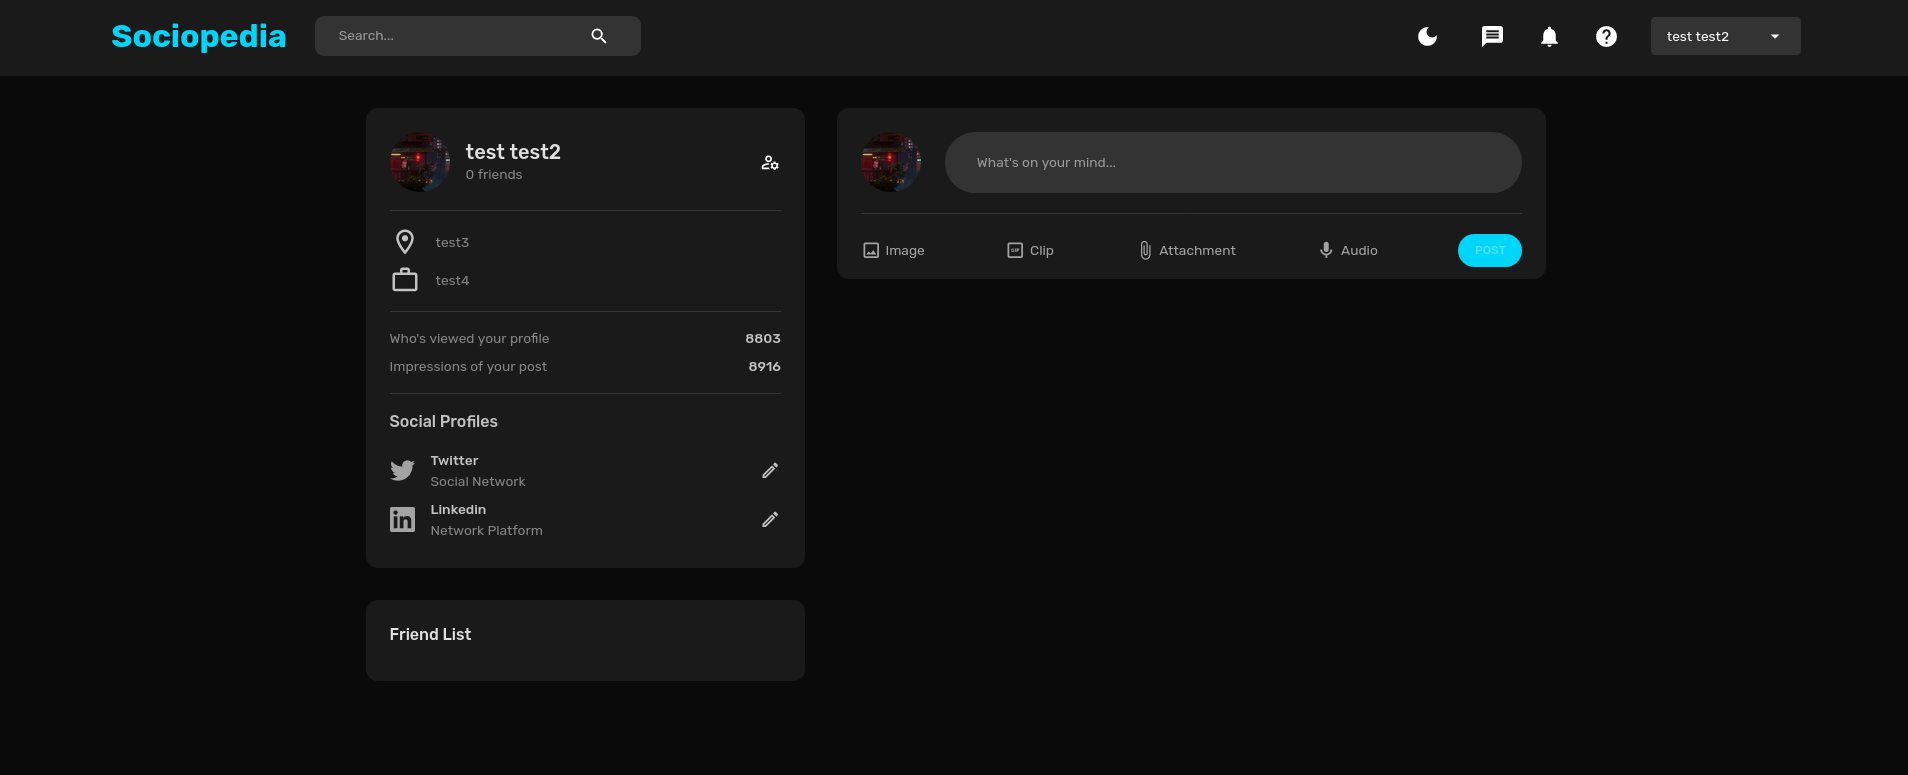 Sociopedia
Search...
test test2
test test2
0 friends
test3
test4
Who's viewed your profile 8803
Impressions of your post 8916
Social Profiles
Twitter
Social Network
Linkedin
Network Platform
Friend List
What's on your mind...
Image
GIF Clip
Attachment
Audio
POST